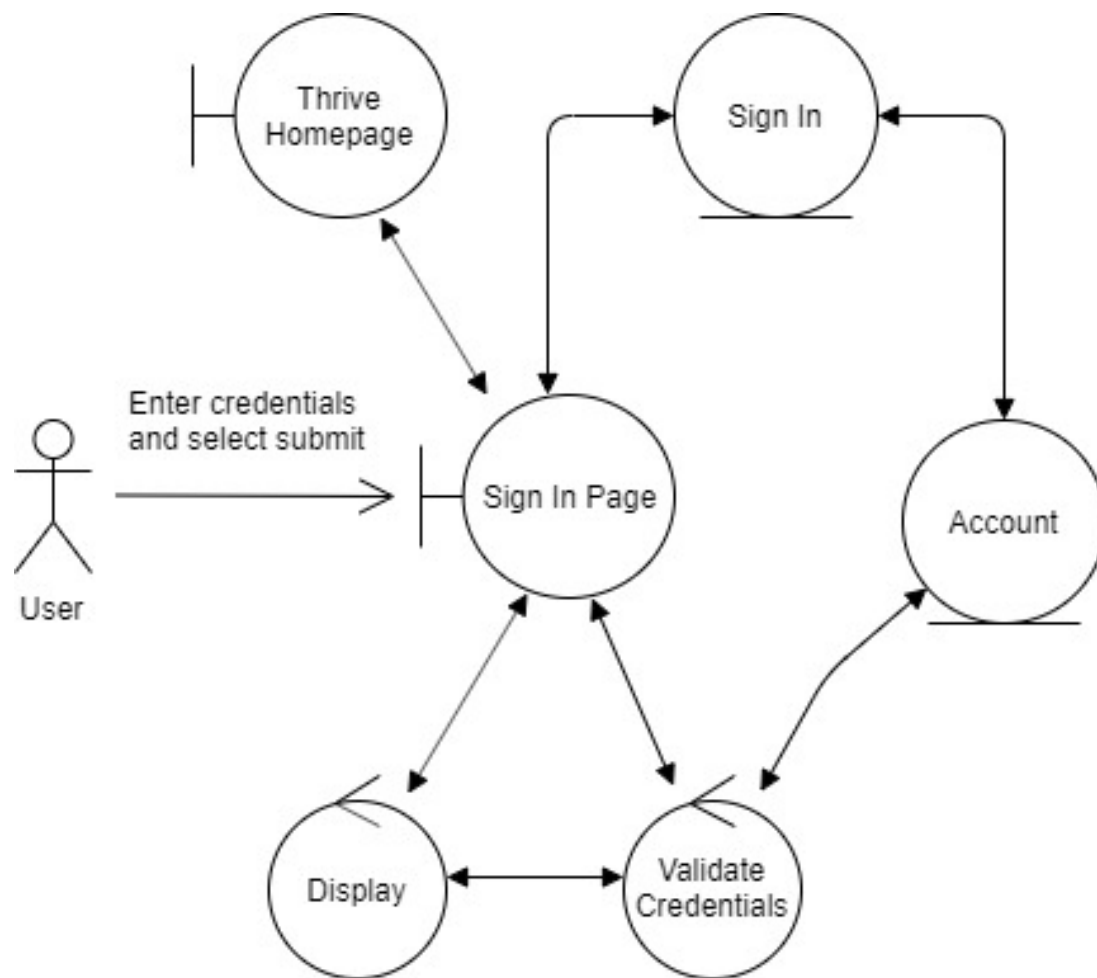 Thrive
Homepage
Sign In
Enter credentials
and select submit
Sign In Page
Account
User
Display
Validate
Credentials